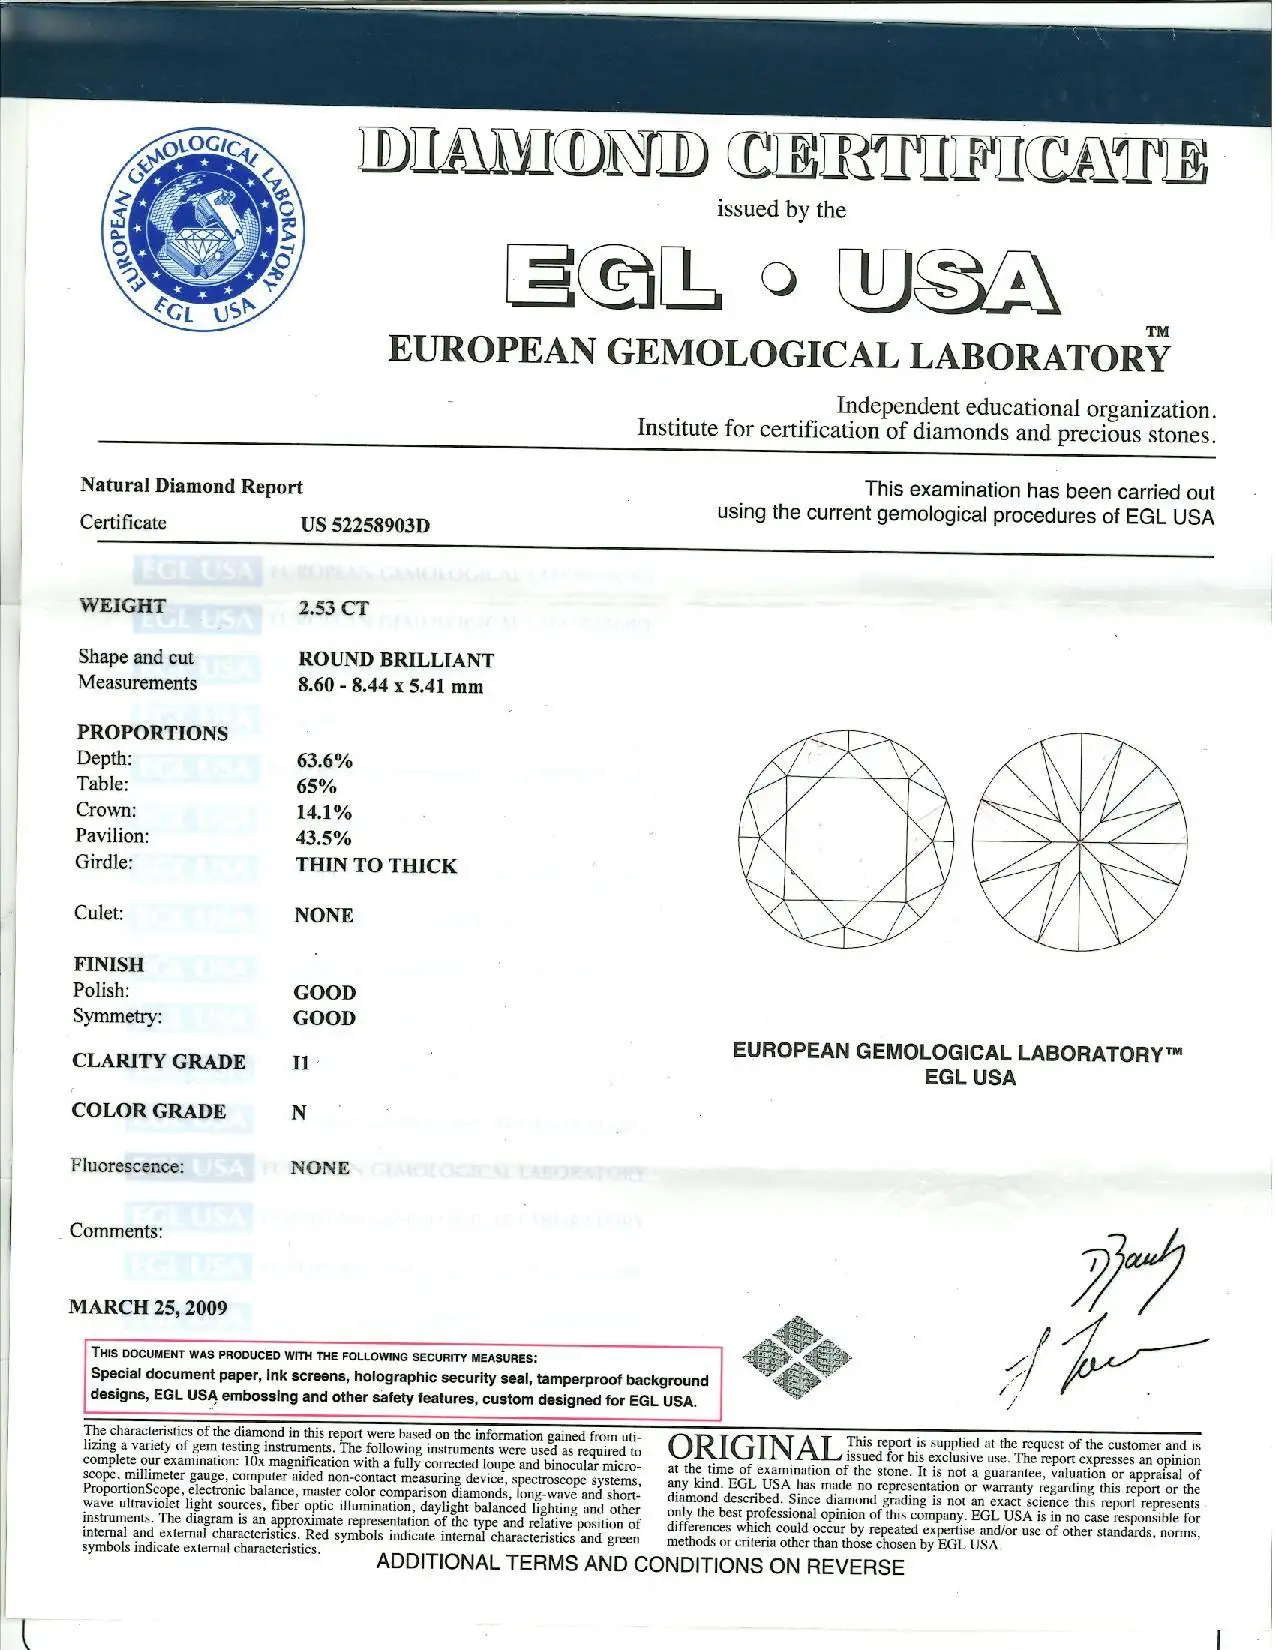 EUROPEAN GEMOLOGICAL LABORATORY
EGL USA
DIAMOND CERTIFICATE
issued by the
EGL • USA
EUROPEAN GEMOLOGICAL LABORATORY™
Independent educational organization.
Institute for certification of diamonds and precious stones.
Natural Diamond Report
Certificate US 52258903D
This examination has been carried out
using the current gemological procedures of EGL USA
WEIGHT 2.53 CT
Shape and cut ROUND BRILLIANT
Measurements 8.60 - 8.44 x 5.41 mm
PROPORTIONS
Depth: 63.6%
Table: 65%
Crown: 14.1%
Pavilion: 43.5%
Girdle: THIN TO THICK
Culet: NONE
FINISH
Polish: GOOD
Symmetry: GOOD
CLARITY GRADE I1
COLOR GRADE N
Fluorescence: NONE
Comments:
MARCH 25, 2009
EUROPEAN GEMOLOGICAL LABORATORY™
EGL USA
THIS DOCUMENT WAS PRODUCED WITH THE FOLLOWING SECURITY MEASURES:
Special document paper, ink screens, holographic security seal, tamperproof background
designs, EGL USA embossing and other safety features, custom designed for EGL USA.
The characteristics of the diamond in this report were based on the information gained from uti-
lizing a variety of gem testing instruments. The following instruments were used as required to
complete our examination: 10x magnification with a fully corrected loupe and binocular micro-
scope, millimeter gauge, computer aided non-contact measuring device, spectroscope systems,
ProportionScope, electronic balance, master color comparison diamonds, long-wave and short-
wave ultraviolet light sources, fiber optic illumination, daylight balanced lighting and other
instruments. The diagram is an approximate representation of the type and relative position of
internal and external characteristics. Red symbols indicate internal characteristics and green
symbols indicate external characteristics.
ORIGINAL This report is supplied at the request of the customer and is
issued for his exclusive use. The report expresses an opinion
at the time of examination of the stone. It is not a guarantee, valuation or appraisal of
any kind. EGL USA has made no representation or warranty regarding this report or the
diamond described. Since diamond grading is not an exact science this report represents
only the best professional opinion of this company. EGL USA is in no case responsible for
differences which could occur by repeated expertise and/or use of other standards, norms,
methods or criteria other than those chosen by EGL USA
ADDITIONAL TERMS AND CONDITIONS ON REVERSE